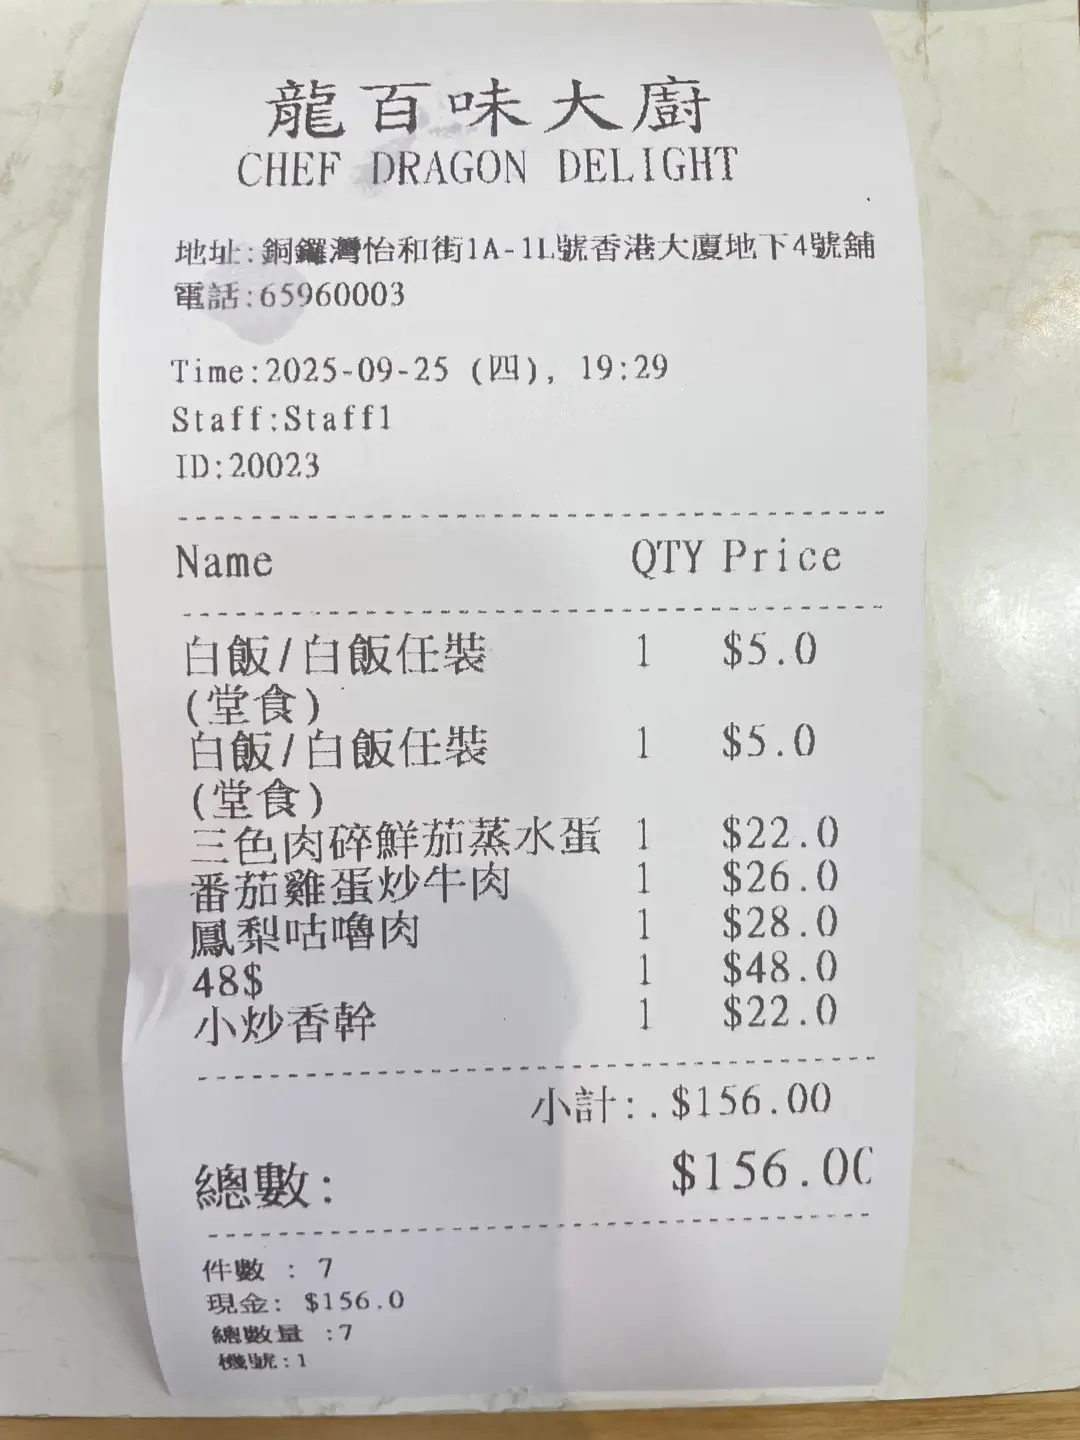 龍百味大廚
CHEF DRAGON DELIGHT
地址:銅鑼灣怡和街1A-1L號香港大廈地下4號舖
電話:65960003
Time:2025-09-25 (四), 19:29
Staff:Staff1
ID:20023
Name QTY Price
白飯/白飯任裝 1 $5.0
(堂食)
白飯/白飯任裝 1 $5.0
(堂食)
三色肉碎鮮茄蒸水蛋 1 $22.0
番茄雞蛋炒牛肉 1 $26.0
鳳梨咕嚕肉 1 $28.0
48$ 1 $48.0
小炒香幹 1 $22.0
小計:.$156.00
總數: $156.00
件數 : 7
現金: $156.0
總數量 :7
機號:1